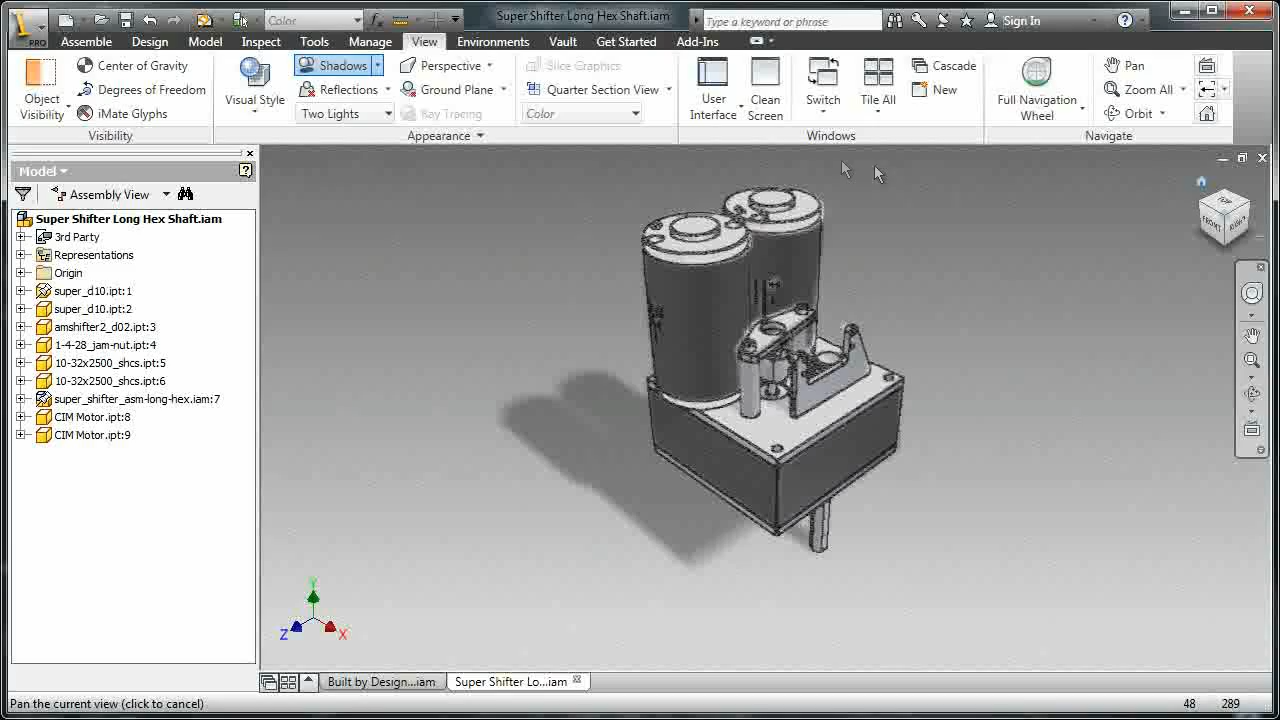 Super Shifter Long Hex Shaft.iam
Color
Type a keyword or phrase
Sign In
PRO
Assemble Design Model Inspect Tools Manage View Environments Vault Get Started Add-Ins
Object Visibility
Center of Gravity
Degrees of Freedom
iMate Glyphs
Visibility
Visual Style
Shadows
Reflections
Two Lights
Perspective
Ground Plane
Ray Tracing
Slice Graphics
Quarter Section View
Color
Appearance
User Interface
Clean Screen
Switch
Tile All
Cascade
New
Windows
Full Navigation Wheel
Pan
Zoom All
Orbit
Navigate
Model
Assembly View
Super Shifter Long Hex Shaft.iam
3rd Party
Representations
Origin
super_d10.ipt:1
super_d10.ipt:2
amshifter2_d02.ipt:3
1-4-28_jam-nut.ipt:4
10-32x2500_shcs.ipt:5
10-32x2500_shcs.ipt:6
super_shifter_asm-long-hex.iam:7
CIM Motor.ipt:8
CIM Motor.ipt:9
TOP
FRONT
RIGHT
Y
Z
X
Built by Design...iam
Super Shifter Lo...iam
Pan the current view (click to cancel)
48
289